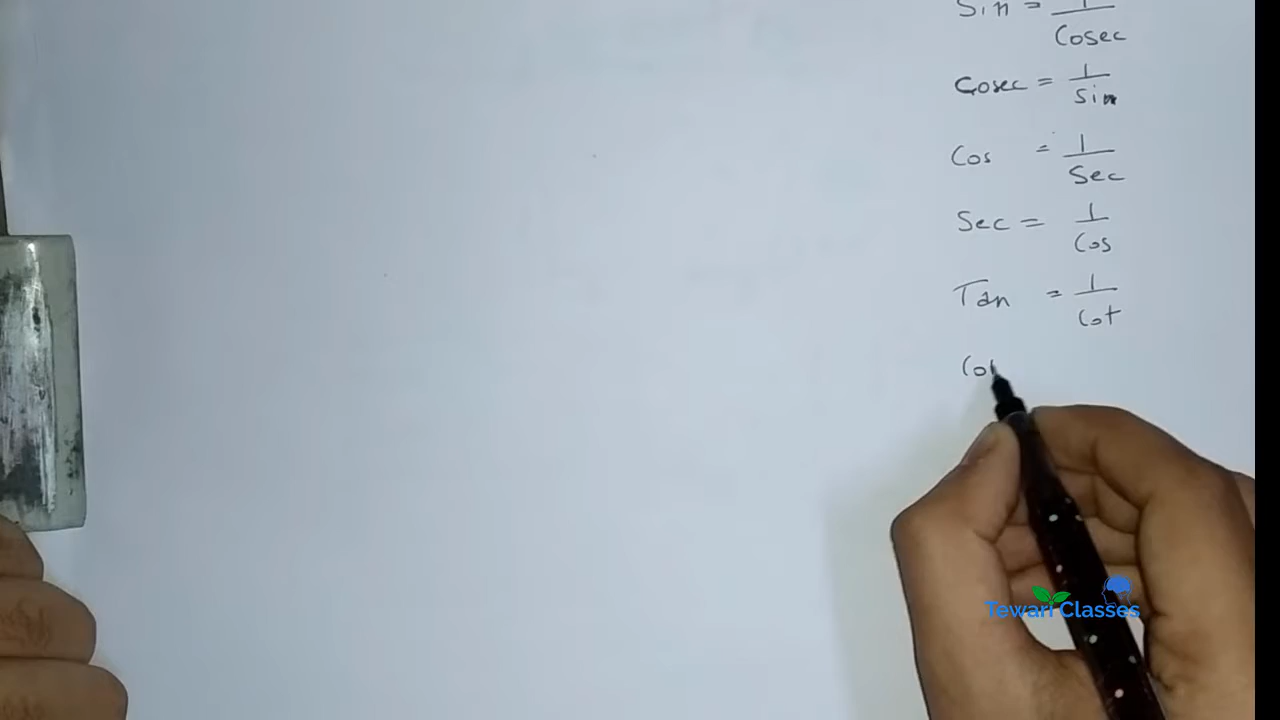 Sin = 1/Cosec
Cosec = 1/Sin
Cos = 1/Sec
Sec = 1/Cos
Tan = 1/Cot
Cot
Tewari Classes